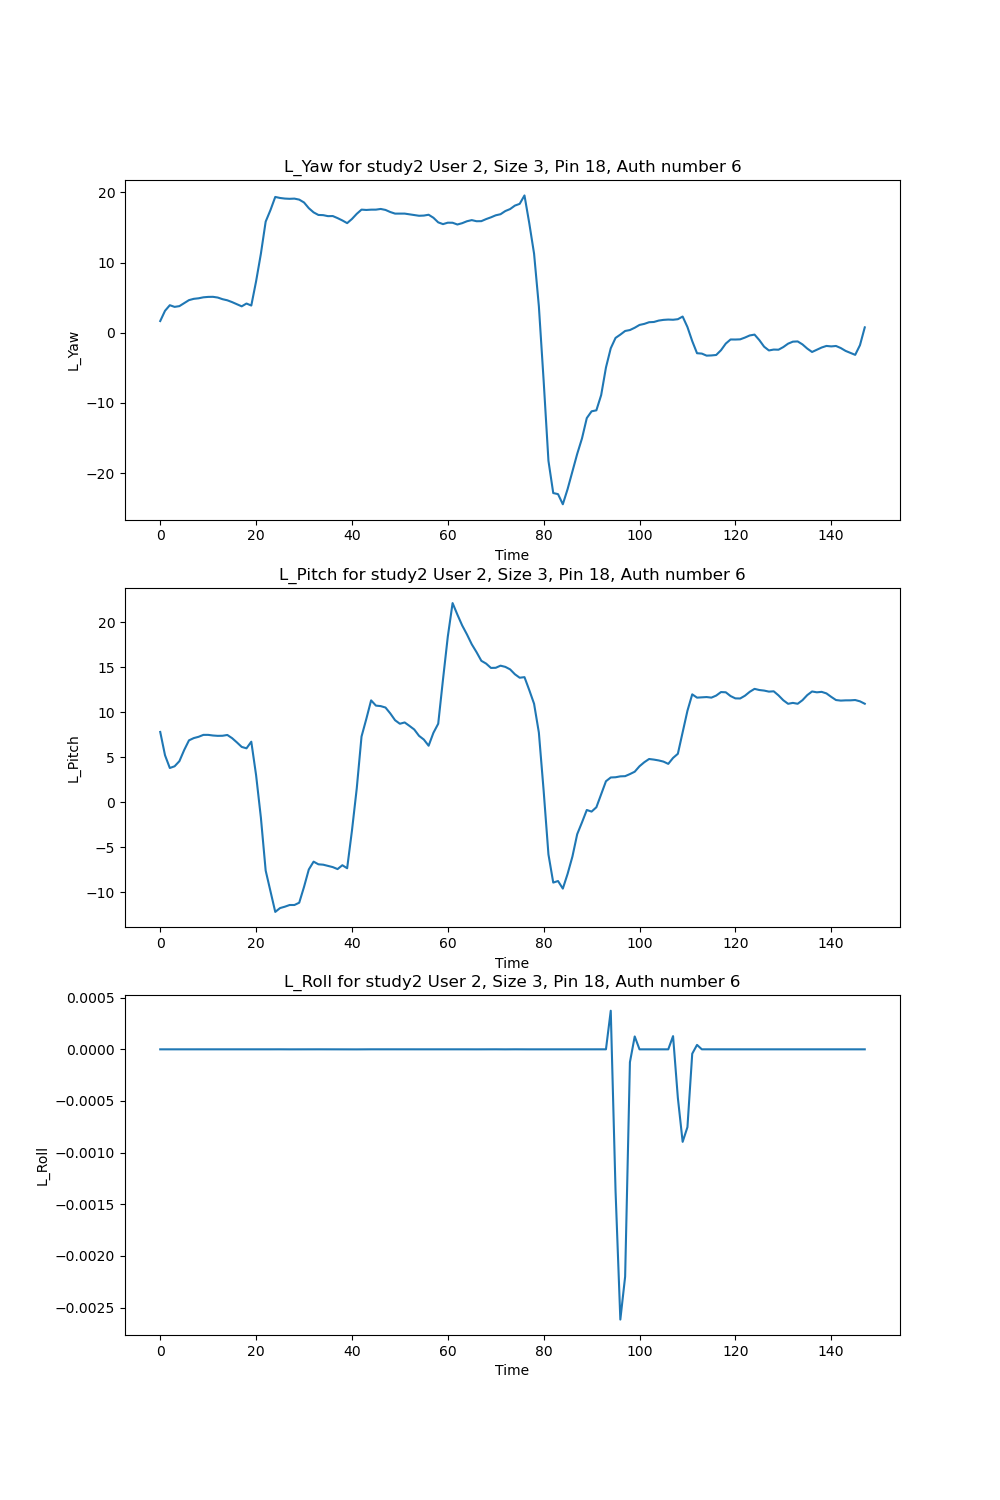 L_Yaw for study2 User 2, Size 3, Pin 18, Auth number 6
20
10
0
−10
−20
L_Yaw
0 20 40 60 80 100 120 140
Time
L_Pitch for study2 User 2, Size 3, Pin 18, Auth number 6
20
15
10
5
0
−5
−10
L_Pitch
0 20 40 60 80 100 120 140
Time
L_Roll for study2 User 2, Size 3, Pin 18, Auth number 6
0.0005
0.0000
−0.0005
−0.0010
−0.0015
−0.0020
−0.0025
L_Roll
0 20 40 60 80 100 120 140
Time